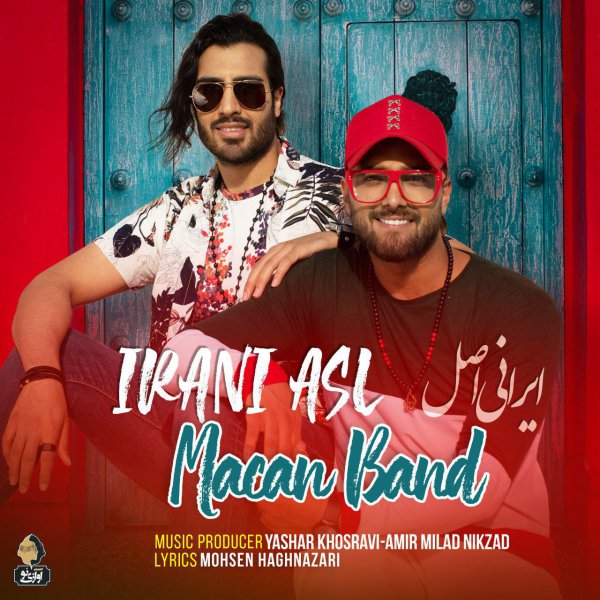 IRANI ASL
ایرانی اصل
Macan Band
MUSIC PRODUCER YASHAR KHOSRAVI-AMIR MILAD NIKZAD
LYRICS MOHSEN HAGHNAZARI